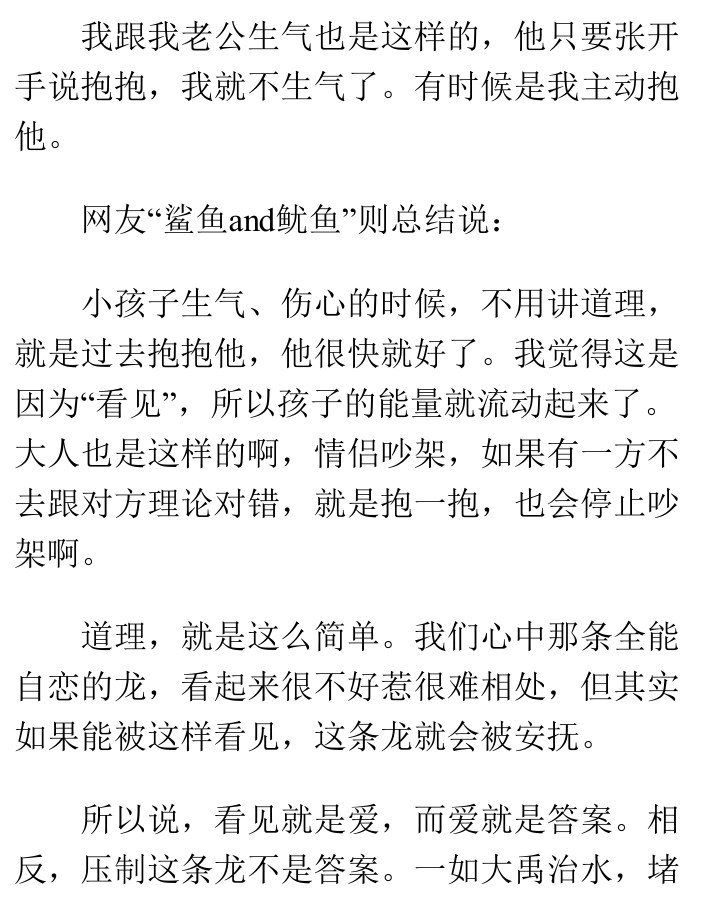 我跟我老公生气也是这样的，他只要张开
手说抱抱，我就不生气了。有时候是我主动抱
他。
网友“鲨鱼and鱿鱼”则总结说：
小孩子生气、伤心的时候，不用讲道理，
就是过去抱抱他，他很快就好了。我觉得这是
因为“看见”，所以孩子的能量就流动起来了。
大人也是这样的啊，情侣吵架，如果有一方不
去跟对方理论对错，就是抱一抱，也会停止吵
架啊。
道理，就是这么简单。我们心中那条全能
自恋的龙，看起来很不好惹很难相处，但其实
如果能被这样看见，这条龙就会被安抚。
所以说，看见就是爱，而爱就是答案。相
反，压制这条龙不是答案。一如大禹治水，堵